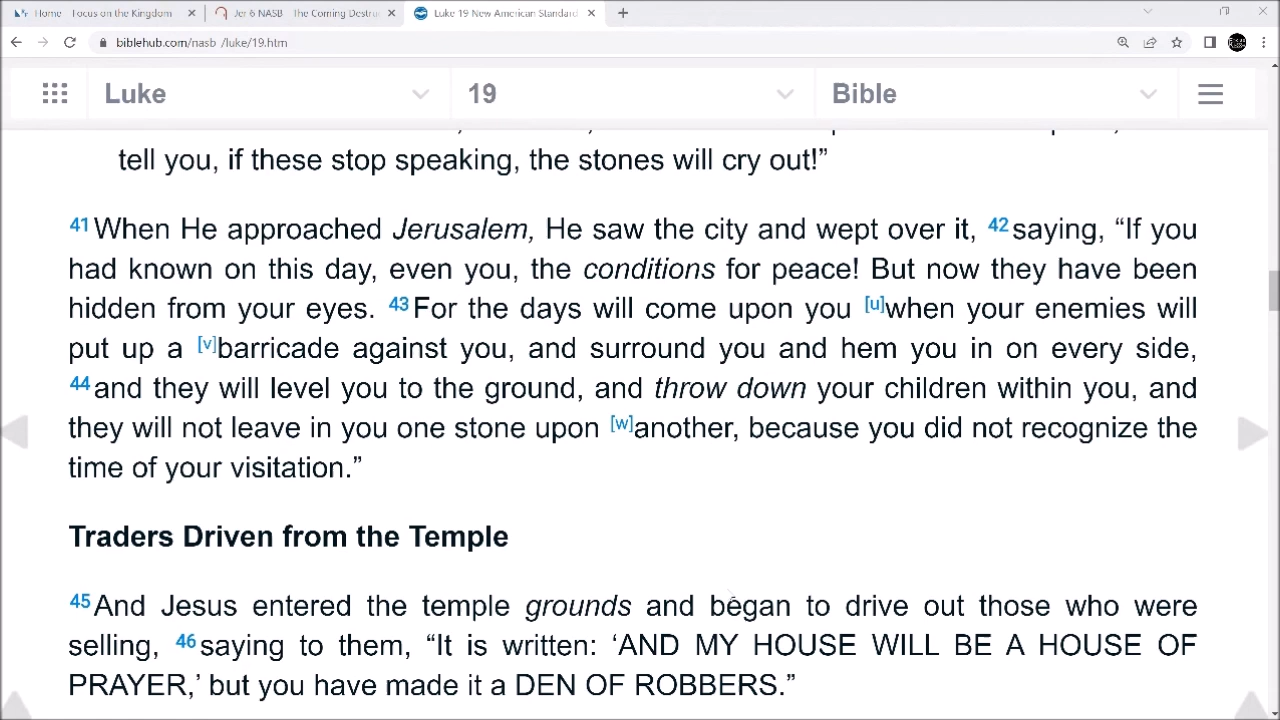 Home - Focus on the Kingdom
Jer 6 NASB - The Coming Destru
Luke 19 New American Standard
biblehub.com/nasb_/luke/19.htm
Luke 19 Bible
tell you, if these stop speaking, the stones will cry out!”
41 When He approached Jerusalem, He saw the city and wept over it, 42 saying, “If you
had known on this day, even you, the conditions for peace! But now they have been
hidden from your eyes. 43 For the days will come upon you [u]when your enemies will
put up a [v]barricade against you, and surround you and hem you in on every side,
44 and they will level you to the ground, and throw down your children within you, and
they will not leave in you one stone upon [w]another, because you did not recognize the
time of your visitation.”
Traders Driven from the Temple
45 And Jesus entered the temple grounds and began to drive out those who were
selling, 46 saying to them, “It is written: ‘AND MY HOUSE WILL BE A HOUSE OF
PRAYER,’ but you have made it a DEN OF ROBBERS.”